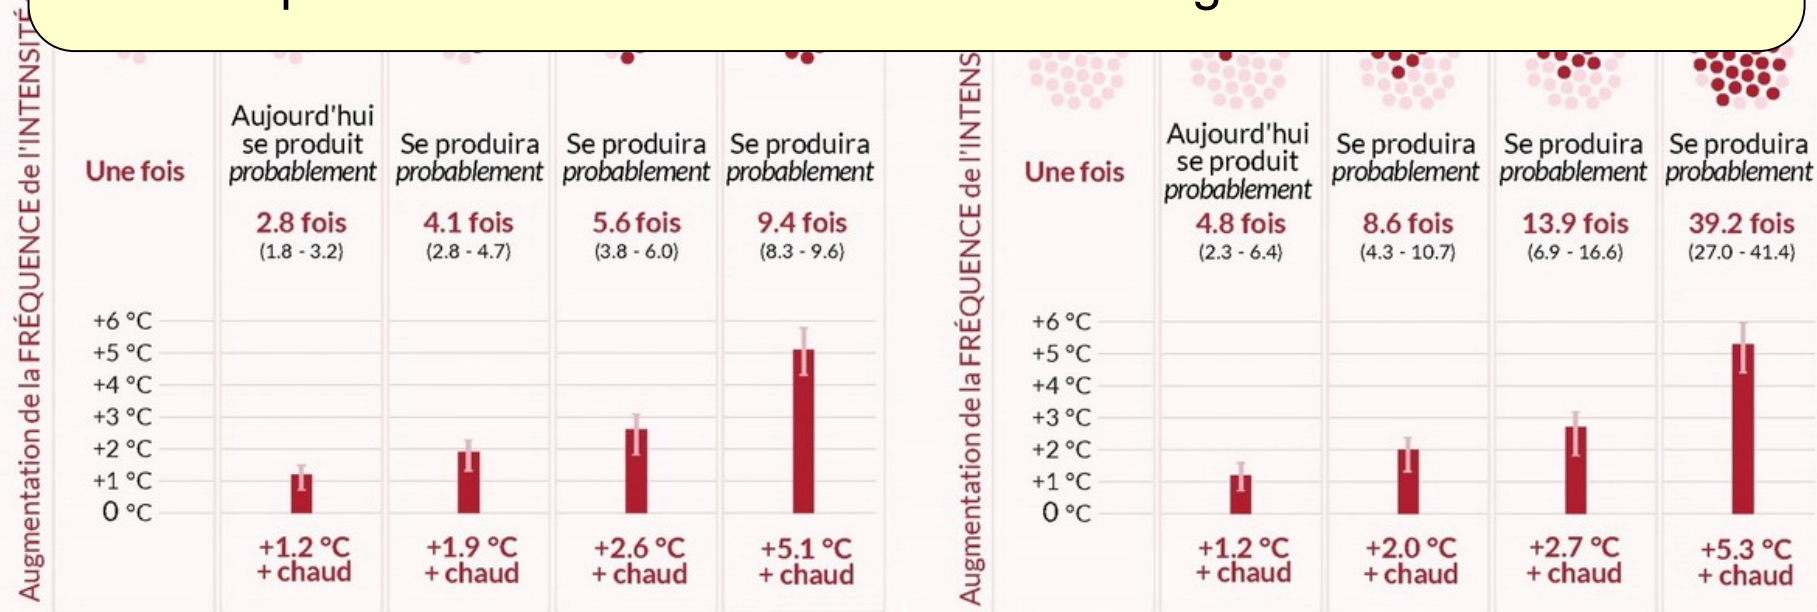 Augmentation de la FRÉQUENCE de l'INTENSITÉ
Une fois
Aujourd'hui
se produit
probablement
2.8 fois
(1.8 - 3.2)
Se produira
probablement
4.1 fois
(2.8 - 4.7)
Se produira
probablement
5.6 fois
(3.8 - 6.0)
Se produira
probablement
9.4 fois
(8.3 - 9.6)
+6 °C
+5 °C
+4 °C
+3 °C
+2 °C
+1 °C
0 °C
+1.2 °C
+ chaud
+1.9 °C
+ chaud
+2.6 °C
+ chaud
+5.1 °C
+ chaud
Augmentation de la FRÉQUENCE de l'INTENS
Une fois
Aujourd'hui
se produit
probablement
4.8 fois
(2.3 - 6.4)
Se produira
probablement
8.6 fois
(4.3 - 10.7)
Se produira
probablement
13.9 fois
(6.9 - 16.6)
Se produira
probablement
39.2 fois
(27.0 - 41.4)
+6 °C
+5 °C
+4 °C
+3 °C
+2 °C
+1 °C
0 °C
+1.2 °C
+ chaud
+2.0 °C
+ chaud
+2.7 °C
+ chaud
+5.3 °C
+ chaud